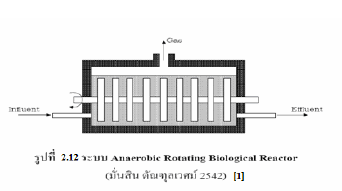 Gas
Influent
Effluent
รูปที่ 2.12 ระบบ Anaerobic Rotating Biological Reactor
(มั่นสิน ตัณฑุลเวศม์ 2542) [1]